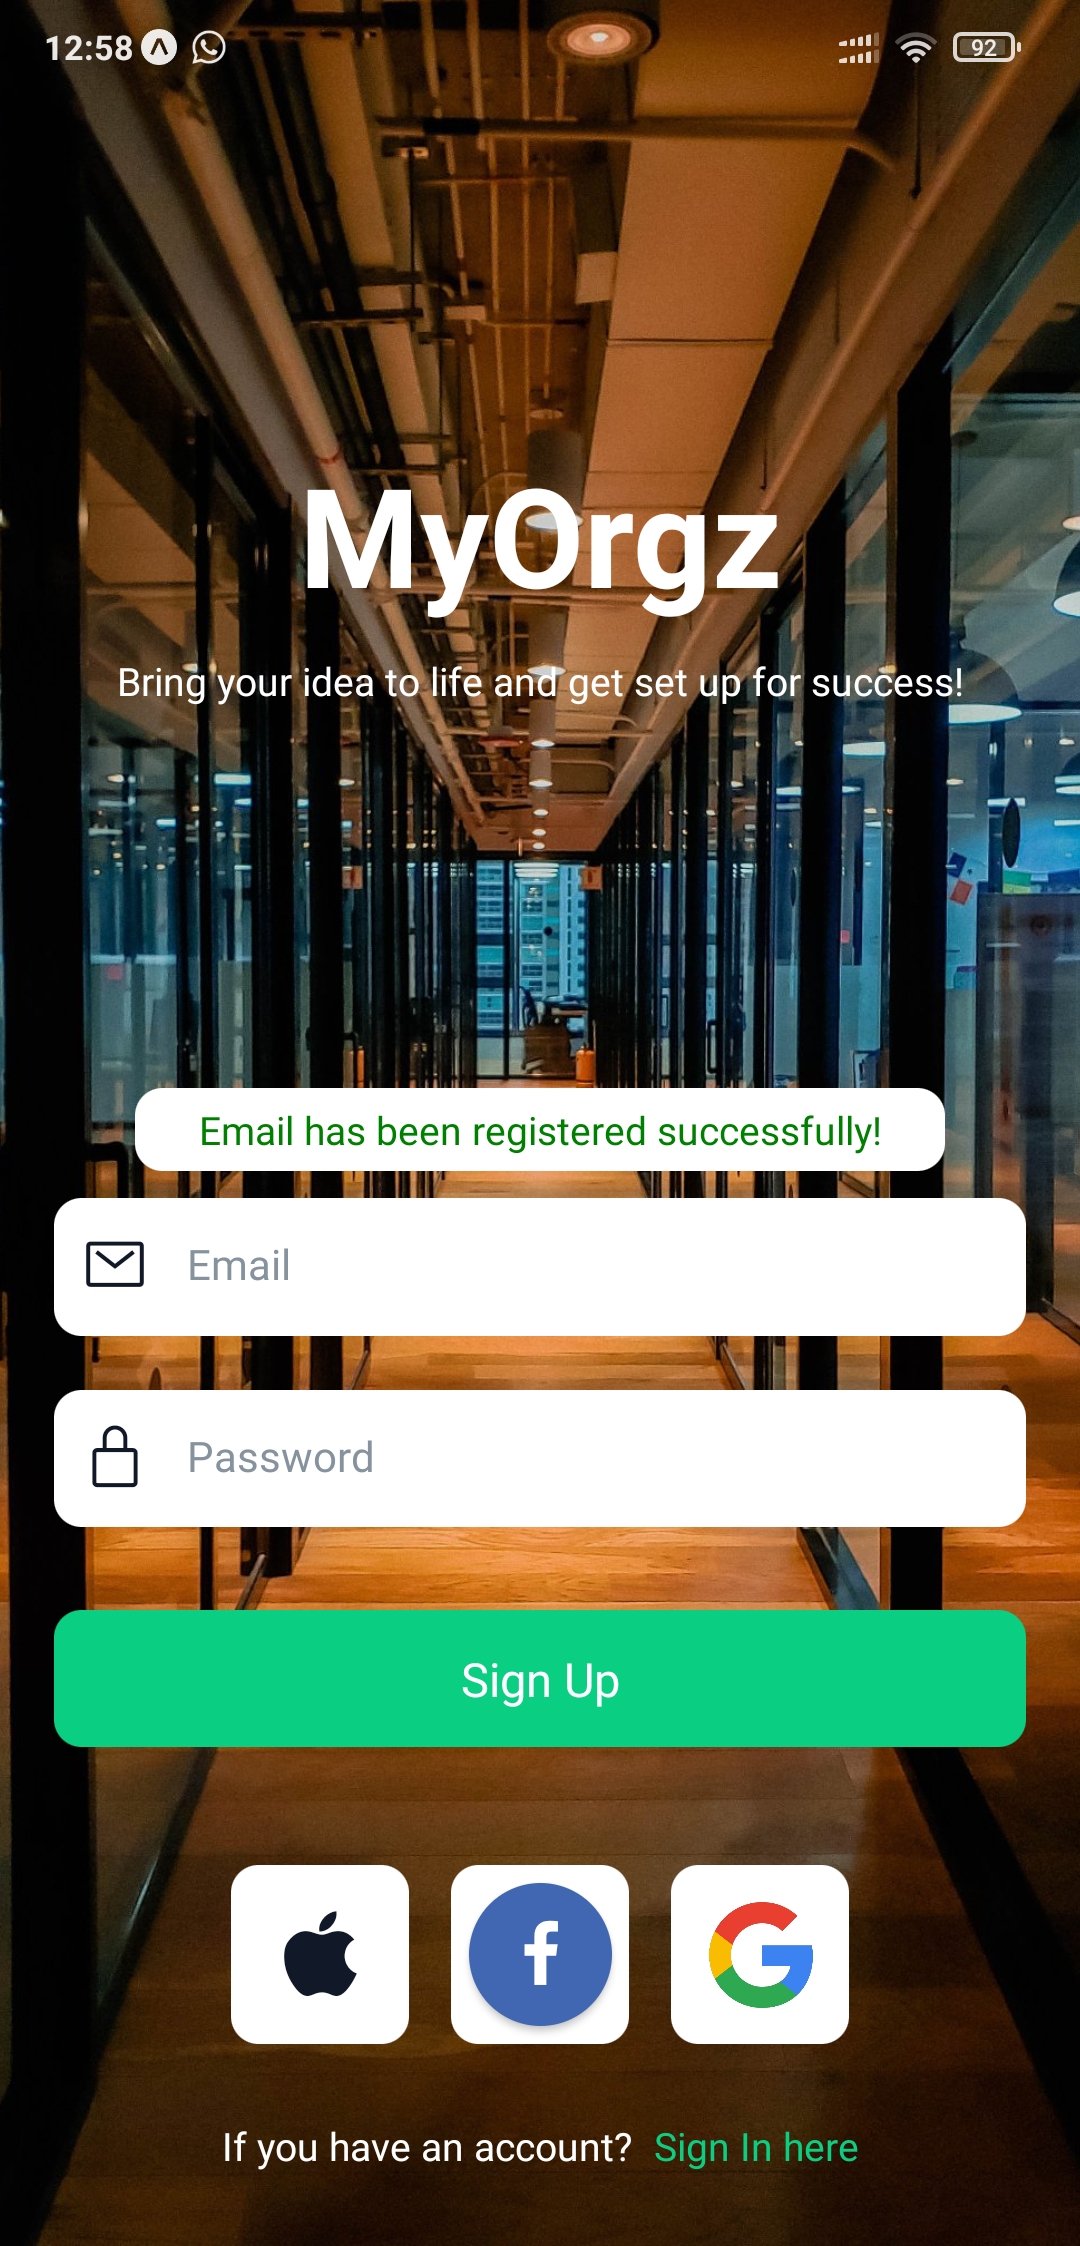 12:58
92
MyOrgz
Bring your idea to life and get set up for success!
Email has been registered successfully!
Email
Password
Sign Up
If you have an account? Sign In here